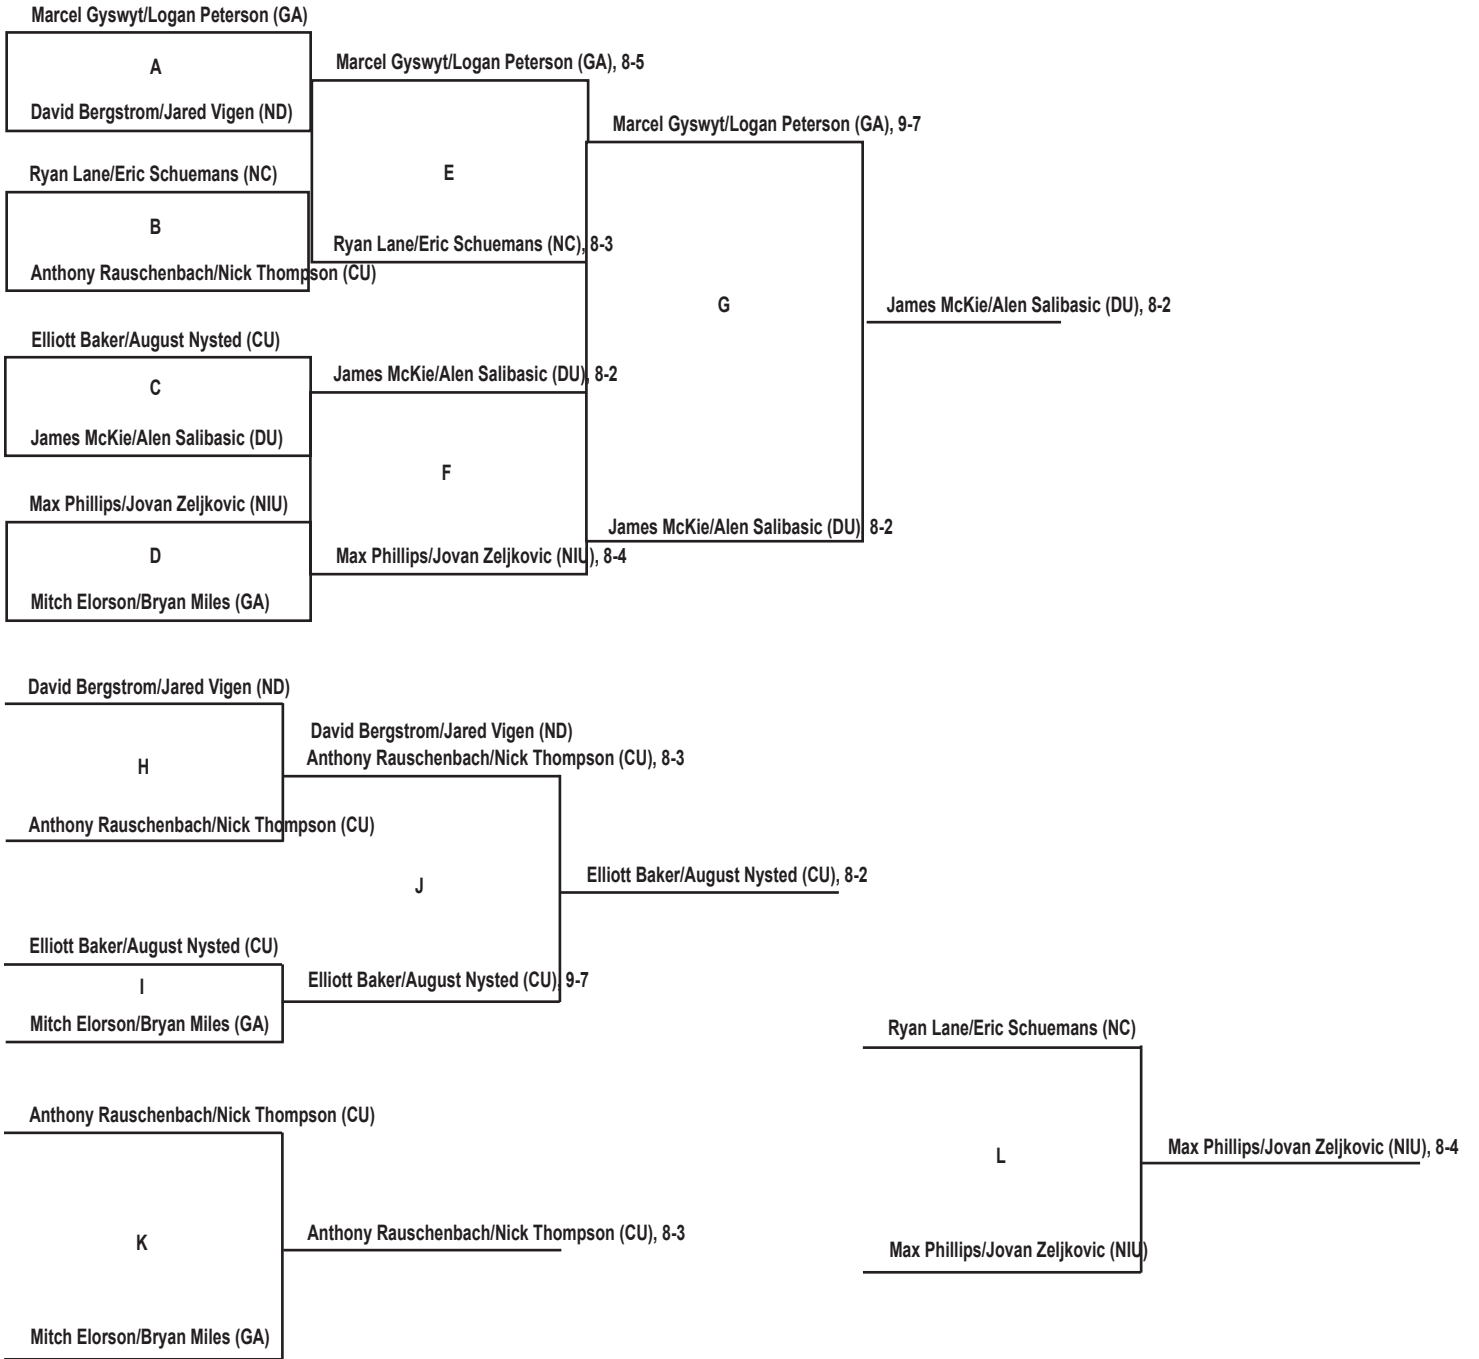 Marcel Gyswyt/Logan Peterson (GA)
A
David Bergstrom/Jared Vigen (ND)
Marcel Gyswyt/Logan Peterson (GA), 8-5
Ryan Lane/Eric Schuemans (NC)
B
Anthony Rauschenbach/Nick Thompson (CU)
E
Ryan Lane/Eric Schuemans (NC), 8-3
Marcel Gyswyt/Logan Peterson (GA), 9-7
G
James McKie/Alen Salibasic (DU), 8-2
Elliott Baker/August Nysted (CU)
C
James McKie/Alen Salibasic (DU)
James McKie/Alen Salibasic (DU), 8-2
F
Max Phillips/Jovan Zeljkovic (NIU)
D
Mitch Elorson/Bryan Miles (GA)
Max Phillips/Jovan Zeljkovic (NIU), 8-4
James McKie/Alen Salibasic (DU), 8-2
David Bergstrom/Jared Vigen (ND)
H
Anthony Rauschenbach/Nick Thompson (CU)
David Bergstrom/Jared Vigen (ND)
Anthony Rauschenbach/Nick Thompson (CU), 8-3
J
Elliott Baker/August Nysted (CU), 8-2
Elliott Baker/August Nysted (CU)
I
Mitch Elorson/Bryan Miles (GA)
Elliott Baker/August Nysted (CU), 9-7
Anthony Rauschenbach/Nick Thompson (CU)
K
Mitch Elorson/Bryan Miles (GA)
Anthony Rauschenbach/Nick Thompson (CU), 8-3
Ryan Lane/Eric Schuemans (NC)
L
Max Phillips/Jovan Zeljkovic (NIU)
Max Phillips/Jovan Zeljkovic (NIU), 8-4